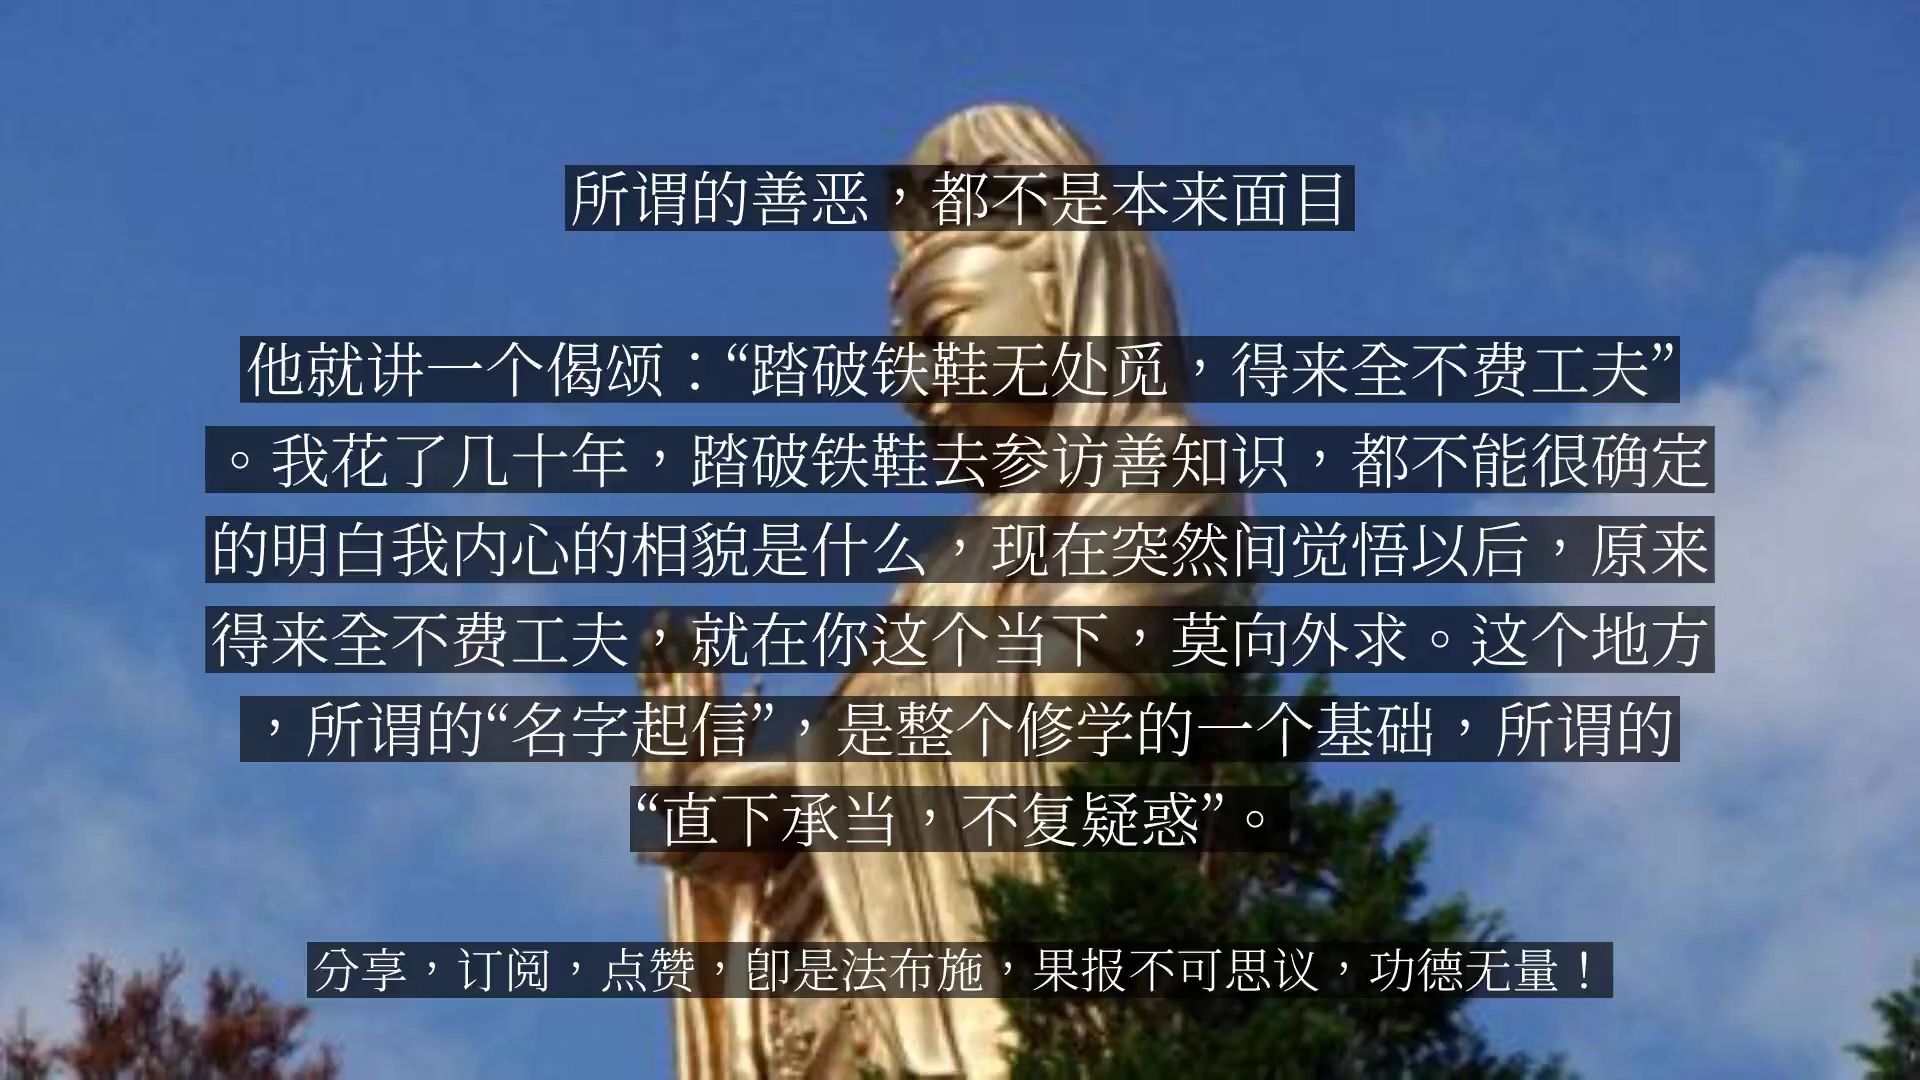 所谓的善恶，都不是本来面目
他就讲一个偈颂：“踏破铁鞋无处觅，得来全不费工夫”
。我花了几十年，踏破铁鞋去参访善知识，都不能很确定
的明白我内心的相貌是什么，现在突然间觉悟以后，原来
得来全不费工夫，就在你这个当下，莫向外求。这个地方
，所谓的“名字起信”，是整个修学的一个基础，所谓的
“直下承当，不复疑惑”。
分享，订阅，点赞，即是法布施，果报不可思议，功德无量！